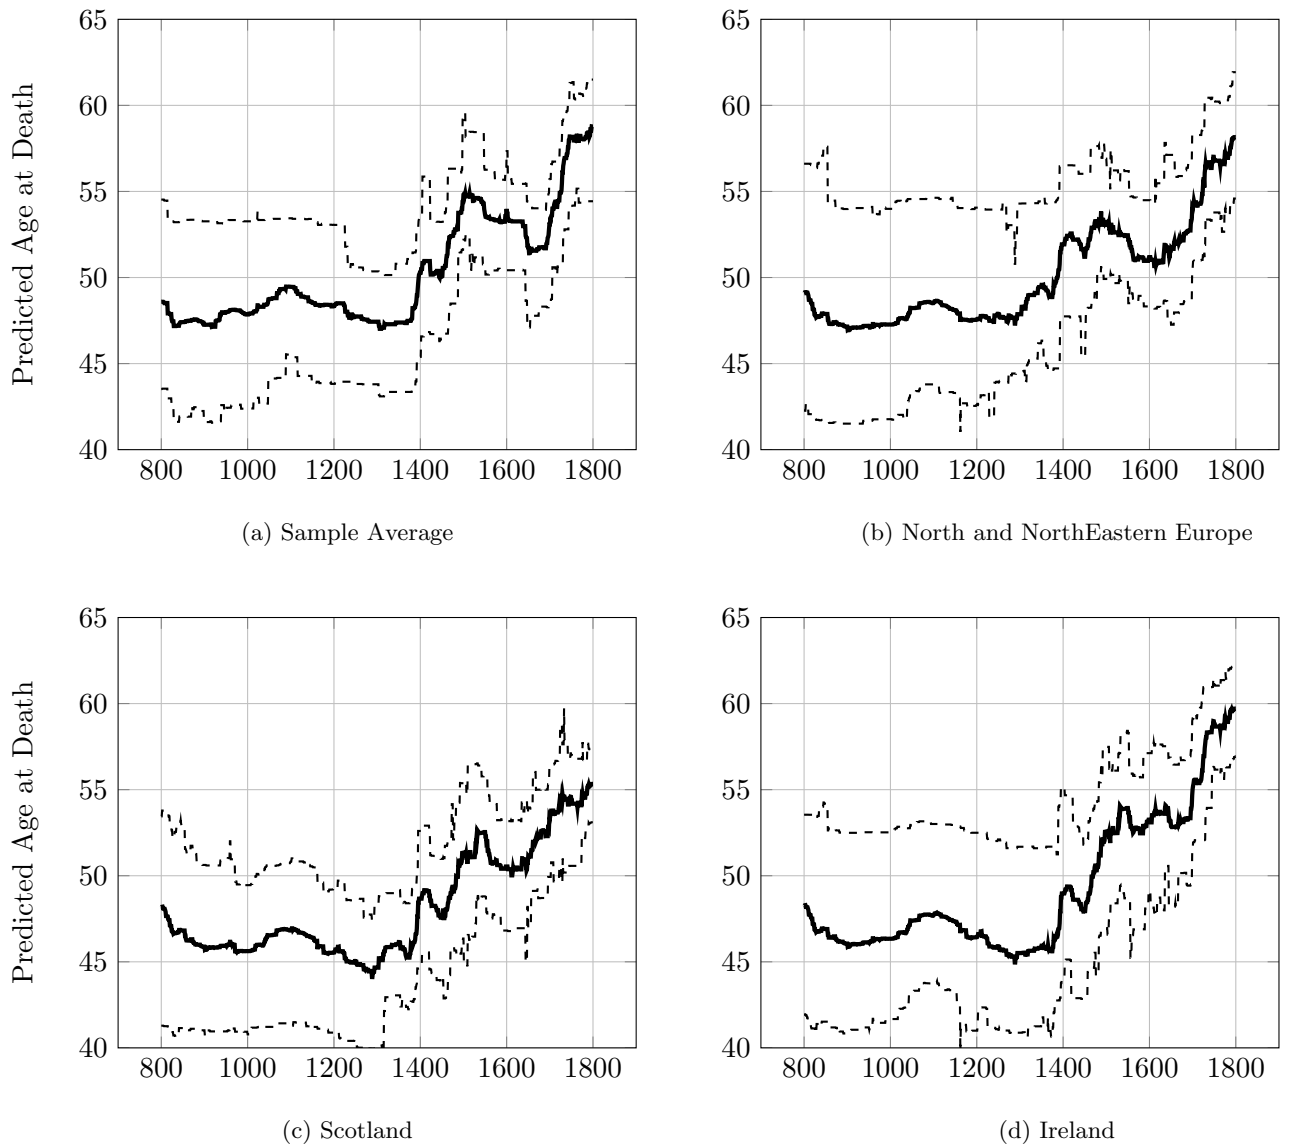 65
60
55
50
45
40
Predicted Age at Death
800 1000 1200 1400 1600 1800
(a) Sample Average
65
60
55
50
45
40
800 1000 1200 1400 1600 1800
(b) North and NorthEastern Europe
65
60
55
50
45
40
Predicted Age at Death
800 1000 1200 1400 1600 1800
(c) Scotland
65
60
55
50
45
40
800 1000 1200 1400 1600 1800
(d) Ireland